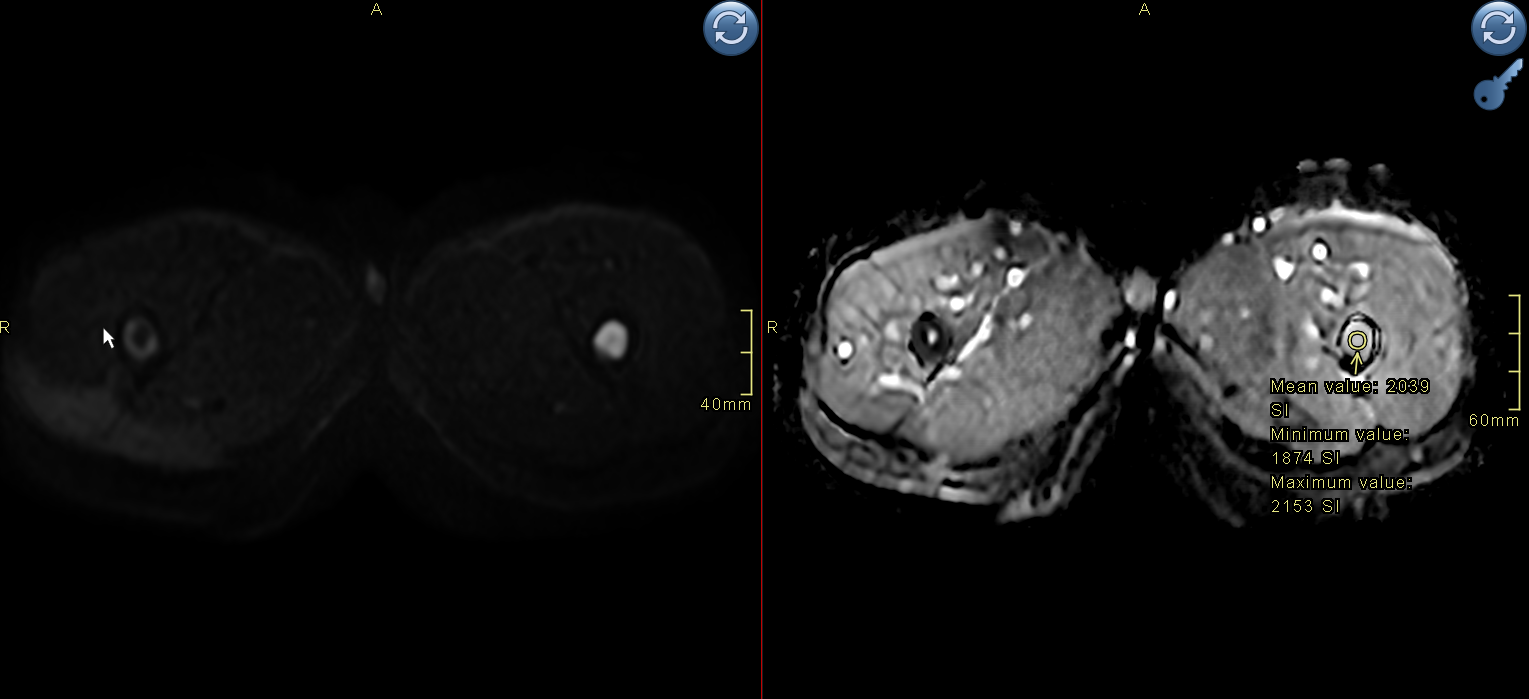 A
A
R
R
40mm
Mean value: 2039
SI
60mm
Minimum value:
1874 SI
Maximum value:
2153 SI